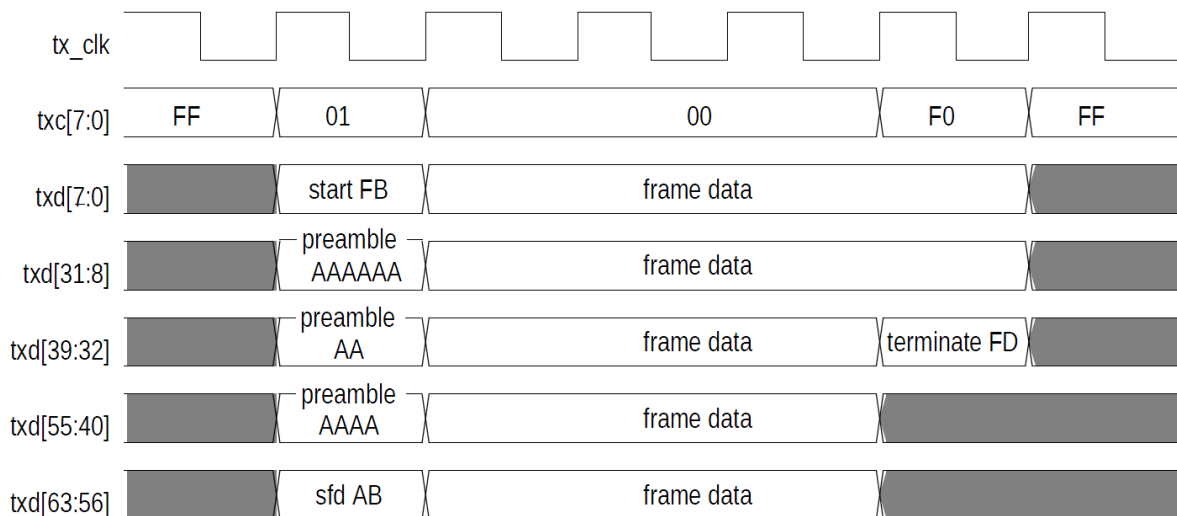 tx_clk
txc[7:0] FF 01 00 F0 FF
txd[7:0] start FB frame data
txd[31:8] preamble
AAAAAA frame data
txd[39:32] preamble
AA frame data terminate FD
txd[55:40] preamble
AAAA frame data
txd[63:56] sfd AB frame data